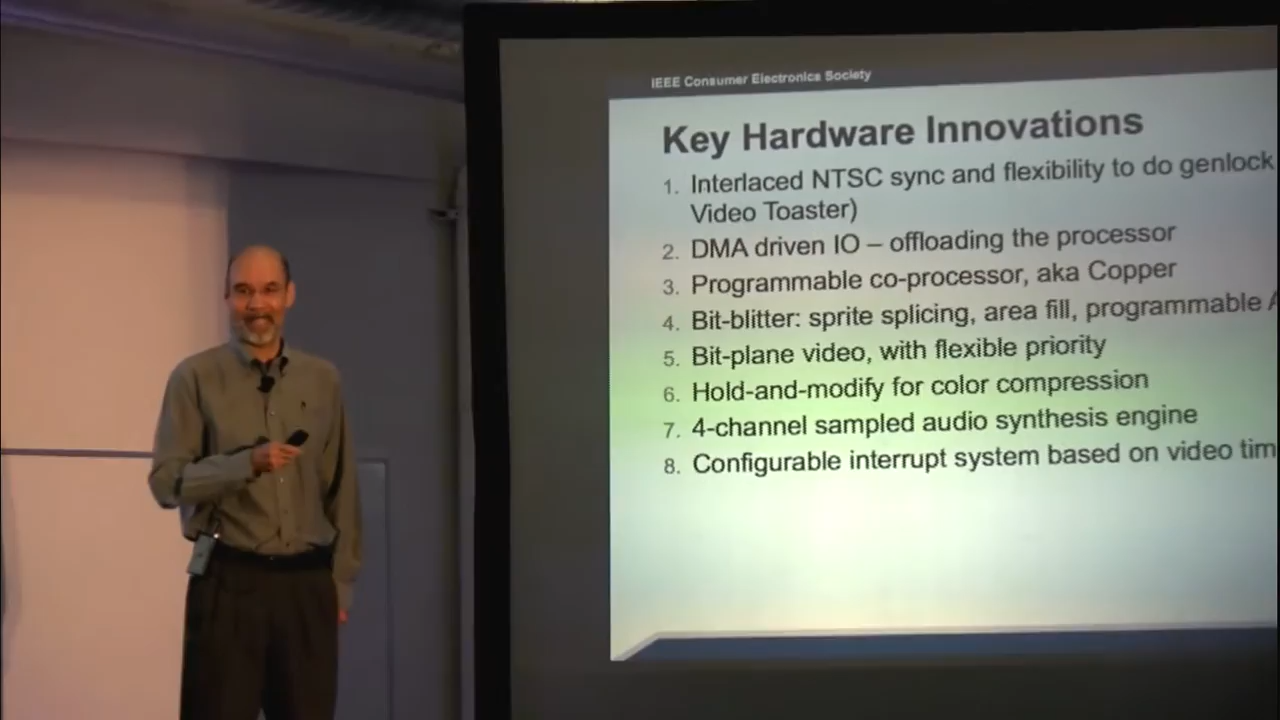 IEEE Consumer Electronics Society
Key Hardware Innovations
1. Interlaced NTSC sync and flexibility to do genlock
Video Toaster)
2. DMA driven IO – offloading the processor
3. Programmable co-processor, aka Copper
4. Bit-blitter: sprite splicing, area fill, programmable
5. Bit-plane video, with flexible priority
6. Hold-and-modify for color compression
7. 4-channel sampled audio synthesis engine
8. Configurable interrupt system based on video